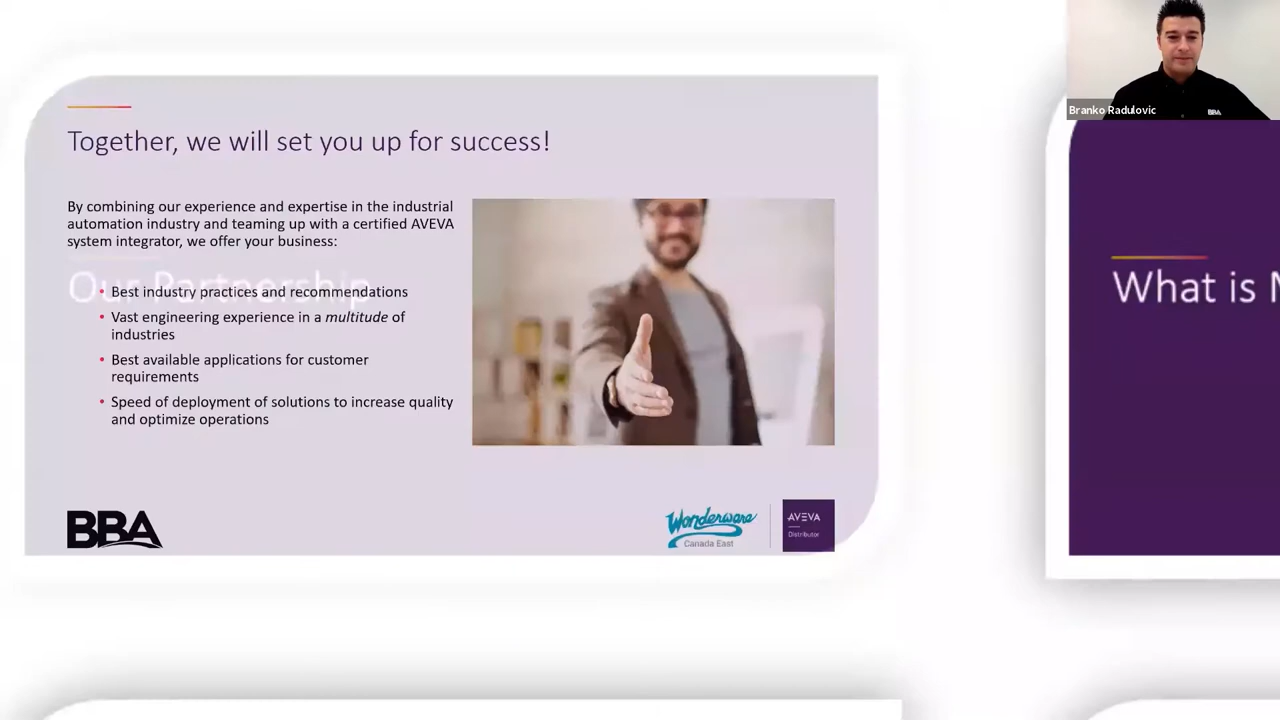 Together, we will set you up for success!
By combining our experience and expertise in the industrial
automation industry and teaming up with a certified AVEVA
system integrator, we offer your business:
Our Partnership
• Best industry practices and recommendations
• Vast engineering experience in a multitude of
industries
• Best available applications for customer
requirements
• Speed of deployment of solutions to increase quality
and optimize operations
BBA
Wonderware
Canada East
AVEVA
Distributor
Branko Radulovic
BBA
What is M